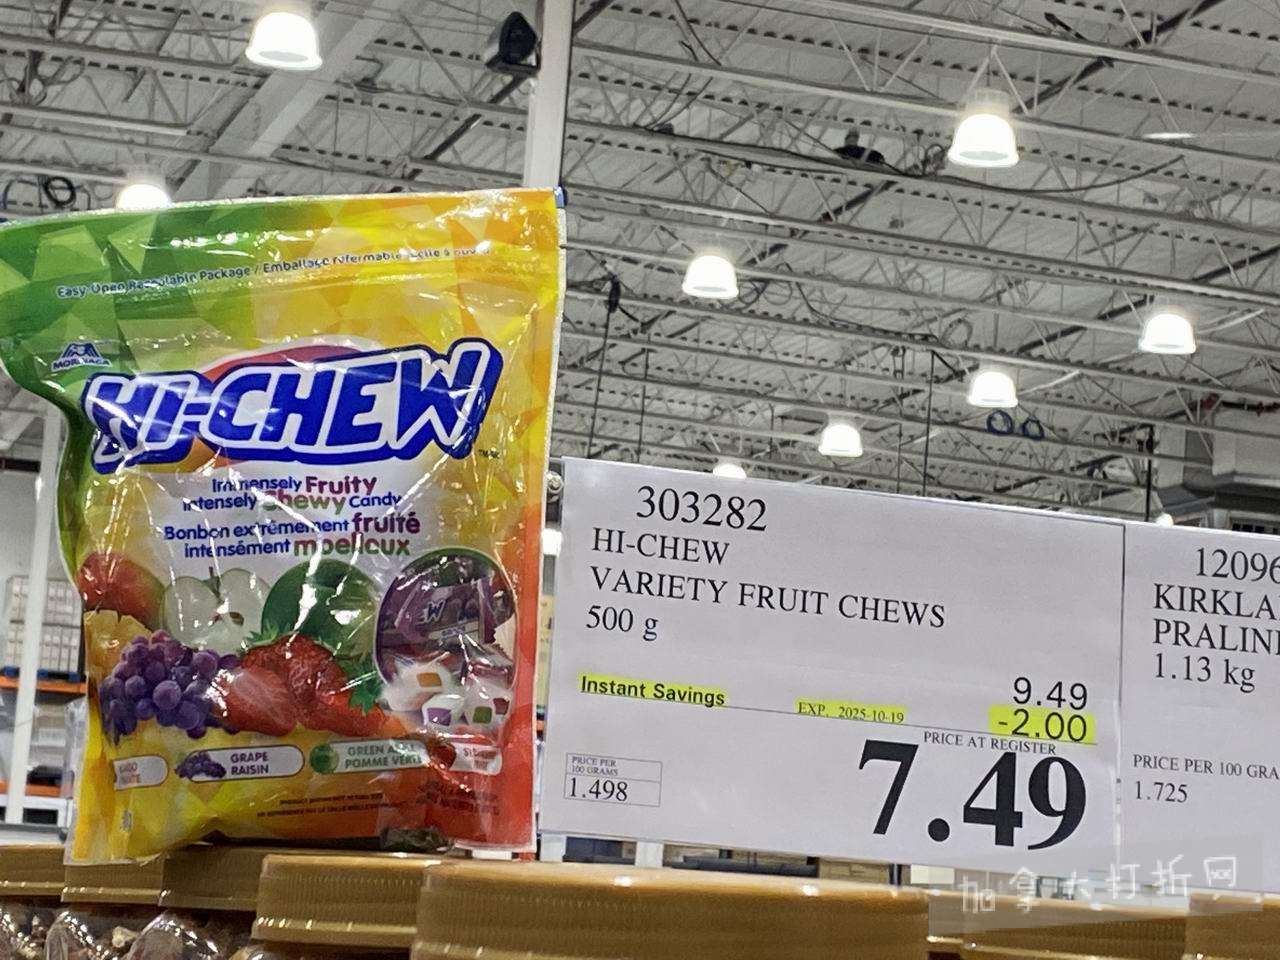 Easy Open Resealable Package / Emballage refermable
MORINAGA
HI-CHEW
Immensely Fruity
Intensely Chewy Candy
Bonbon extrêmement fruité
intensément moelleux
GRAPE
RAISIN
GREEN APPLE
POMME VERTE
303282
HI-CHEW
VARIETY FRUIT CHEWS
500 g
9.49
Instant Savings EXP. 2025-10-19 -2.00
PRICE AT REGISTER
7.49
PRICE PER
100 GRAMS
1.498
12096
KIRKLA
PRALIN
1.13 kg
PRICE PER 100 GRA
1.725
加拿大打折网